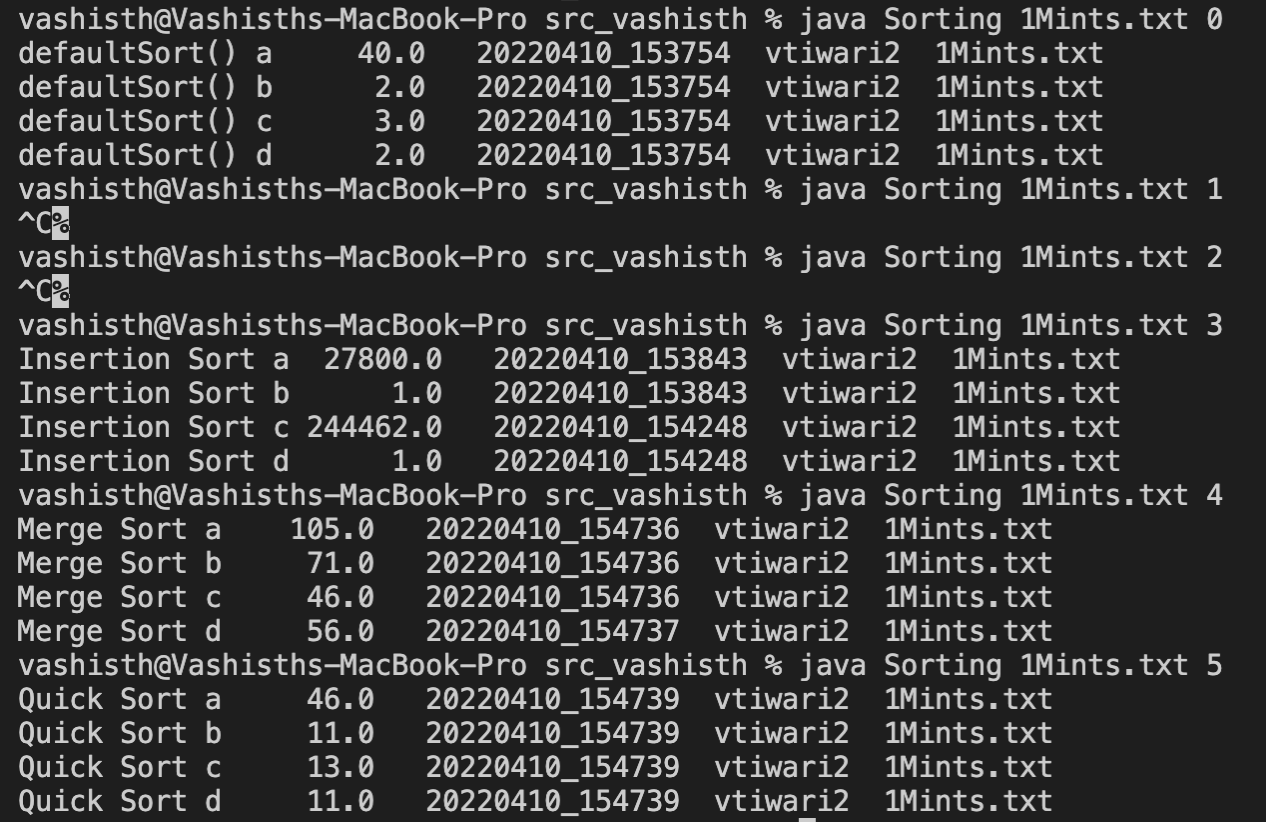 vashisth@Vashisths-MacBook-Pro src_vashisth % java Sorting 1Mints.txt 0
defaultSort() a     40.0   20220410_153754  vtiwari2  1Mints.txt
defaultSort() b      2.0   20220410_153754  vtiwari2  1Mints.txt
defaultSort() c      3.0   20220410_153754  vtiwari2  1Mints.txt
defaultSort() d      2.0   20220410_153754  vtiwari2  1Mints.txt
vashisth@Vashisths-MacBook-Pro src_vashisth % java Sorting 1Mints.txt 1
^C%
vashisth@Vashisths-MacBook-Pro src_vashisth % java Sorting 1Mints.txt 2
^C%
vashisth@Vashisths-MacBook-Pro src_vashisth % java Sorting 1Mints.txt 3
Insertion Sort a  27800.0   20220410_153843  vtiwari2  1Mints.txt
Insertion Sort b      1.0   20220410_153843  vtiwari2  1Mints.txt
Insertion Sort c 244462.0   20220410_154248  vtiwari2  1Mints.txt
Insertion Sort d      1.0   20220410_154248  vtiwari2  1Mints.txt
vashisth@Vashisths-MacBook-Pro src_vashisth % java Sorting 1Mints.txt 4
Merge Sort a    105.0   20220410_154736  vtiwari2  1Mints.txt
Merge Sort b     71.0   20220410_154736  vtiwari2  1Mints.txt
Merge Sort c     46.0   20220410_154736  vtiwari2  1Mints.txt
Merge Sort d     56.0   20220410_154737  vtiwari2  1Mints.txt
vashisth@Vashisths-MacBook-Pro src_vashisth % java Sorting 1Mints.txt 5
Quick Sort a     46.0   20220410_154739  vtiwari2  1Mints.txt
Quick Sort b     11.0   20220410_154739  vtiwari2  1Mints.txt
Quick Sort c     13.0   20220410_154739  vtiwari2  1Mints.txt
Quick Sort d     11.0   20220410_154739  vtiwari2  1Mints.txt